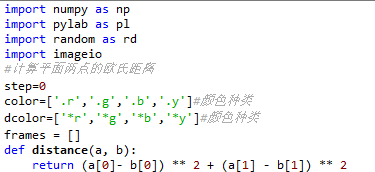 import numpy as np
import pylab as pl
import random as rd
import imageio
#计算平面两点的欧氏距离
step=0
color=['.r','.g','.b','.y']#颜色种类
dcolor=['*r','*g','*b','*y']#颜色种类
frames = []
def distance(a, b):
    return (a[0]- b[0]) ** 2 + (a[1] - b[1]) ** 2